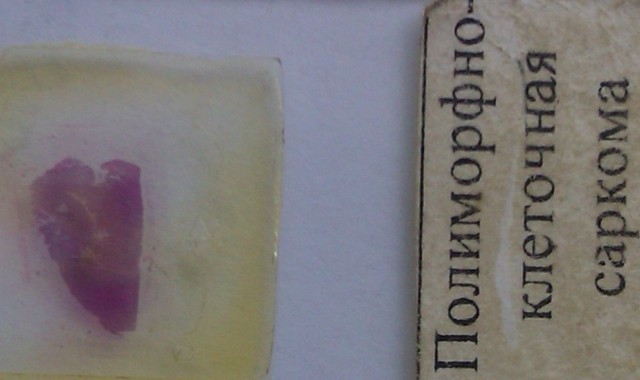 Полиморфно-
клеточная
саркома